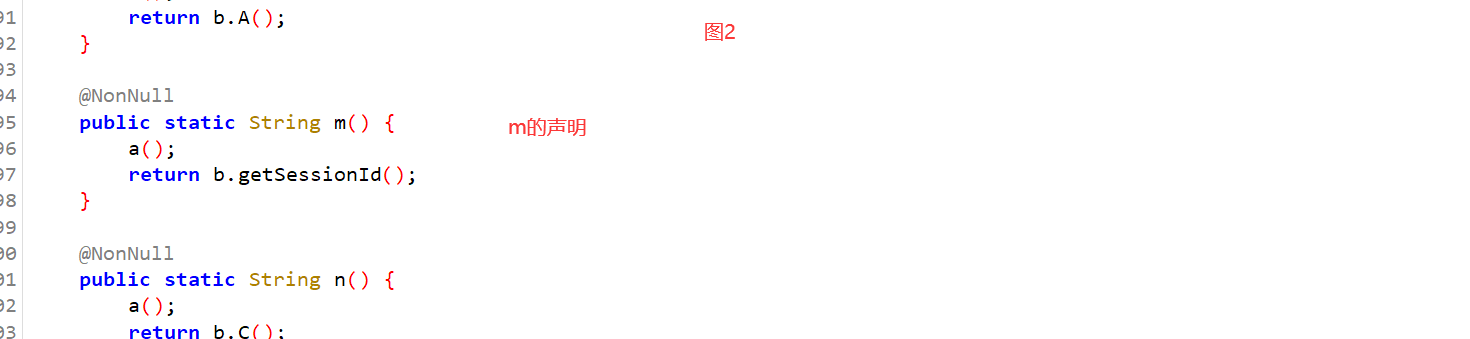 91 return b.A();
图2
92 }
93
94 @NonNull
95 public static String m() {
m的声明
96 a();
97 return b.getSessionId();
98 }
99
00 @NonNull
01 public static String n() {
02 a();
03 return b.C();